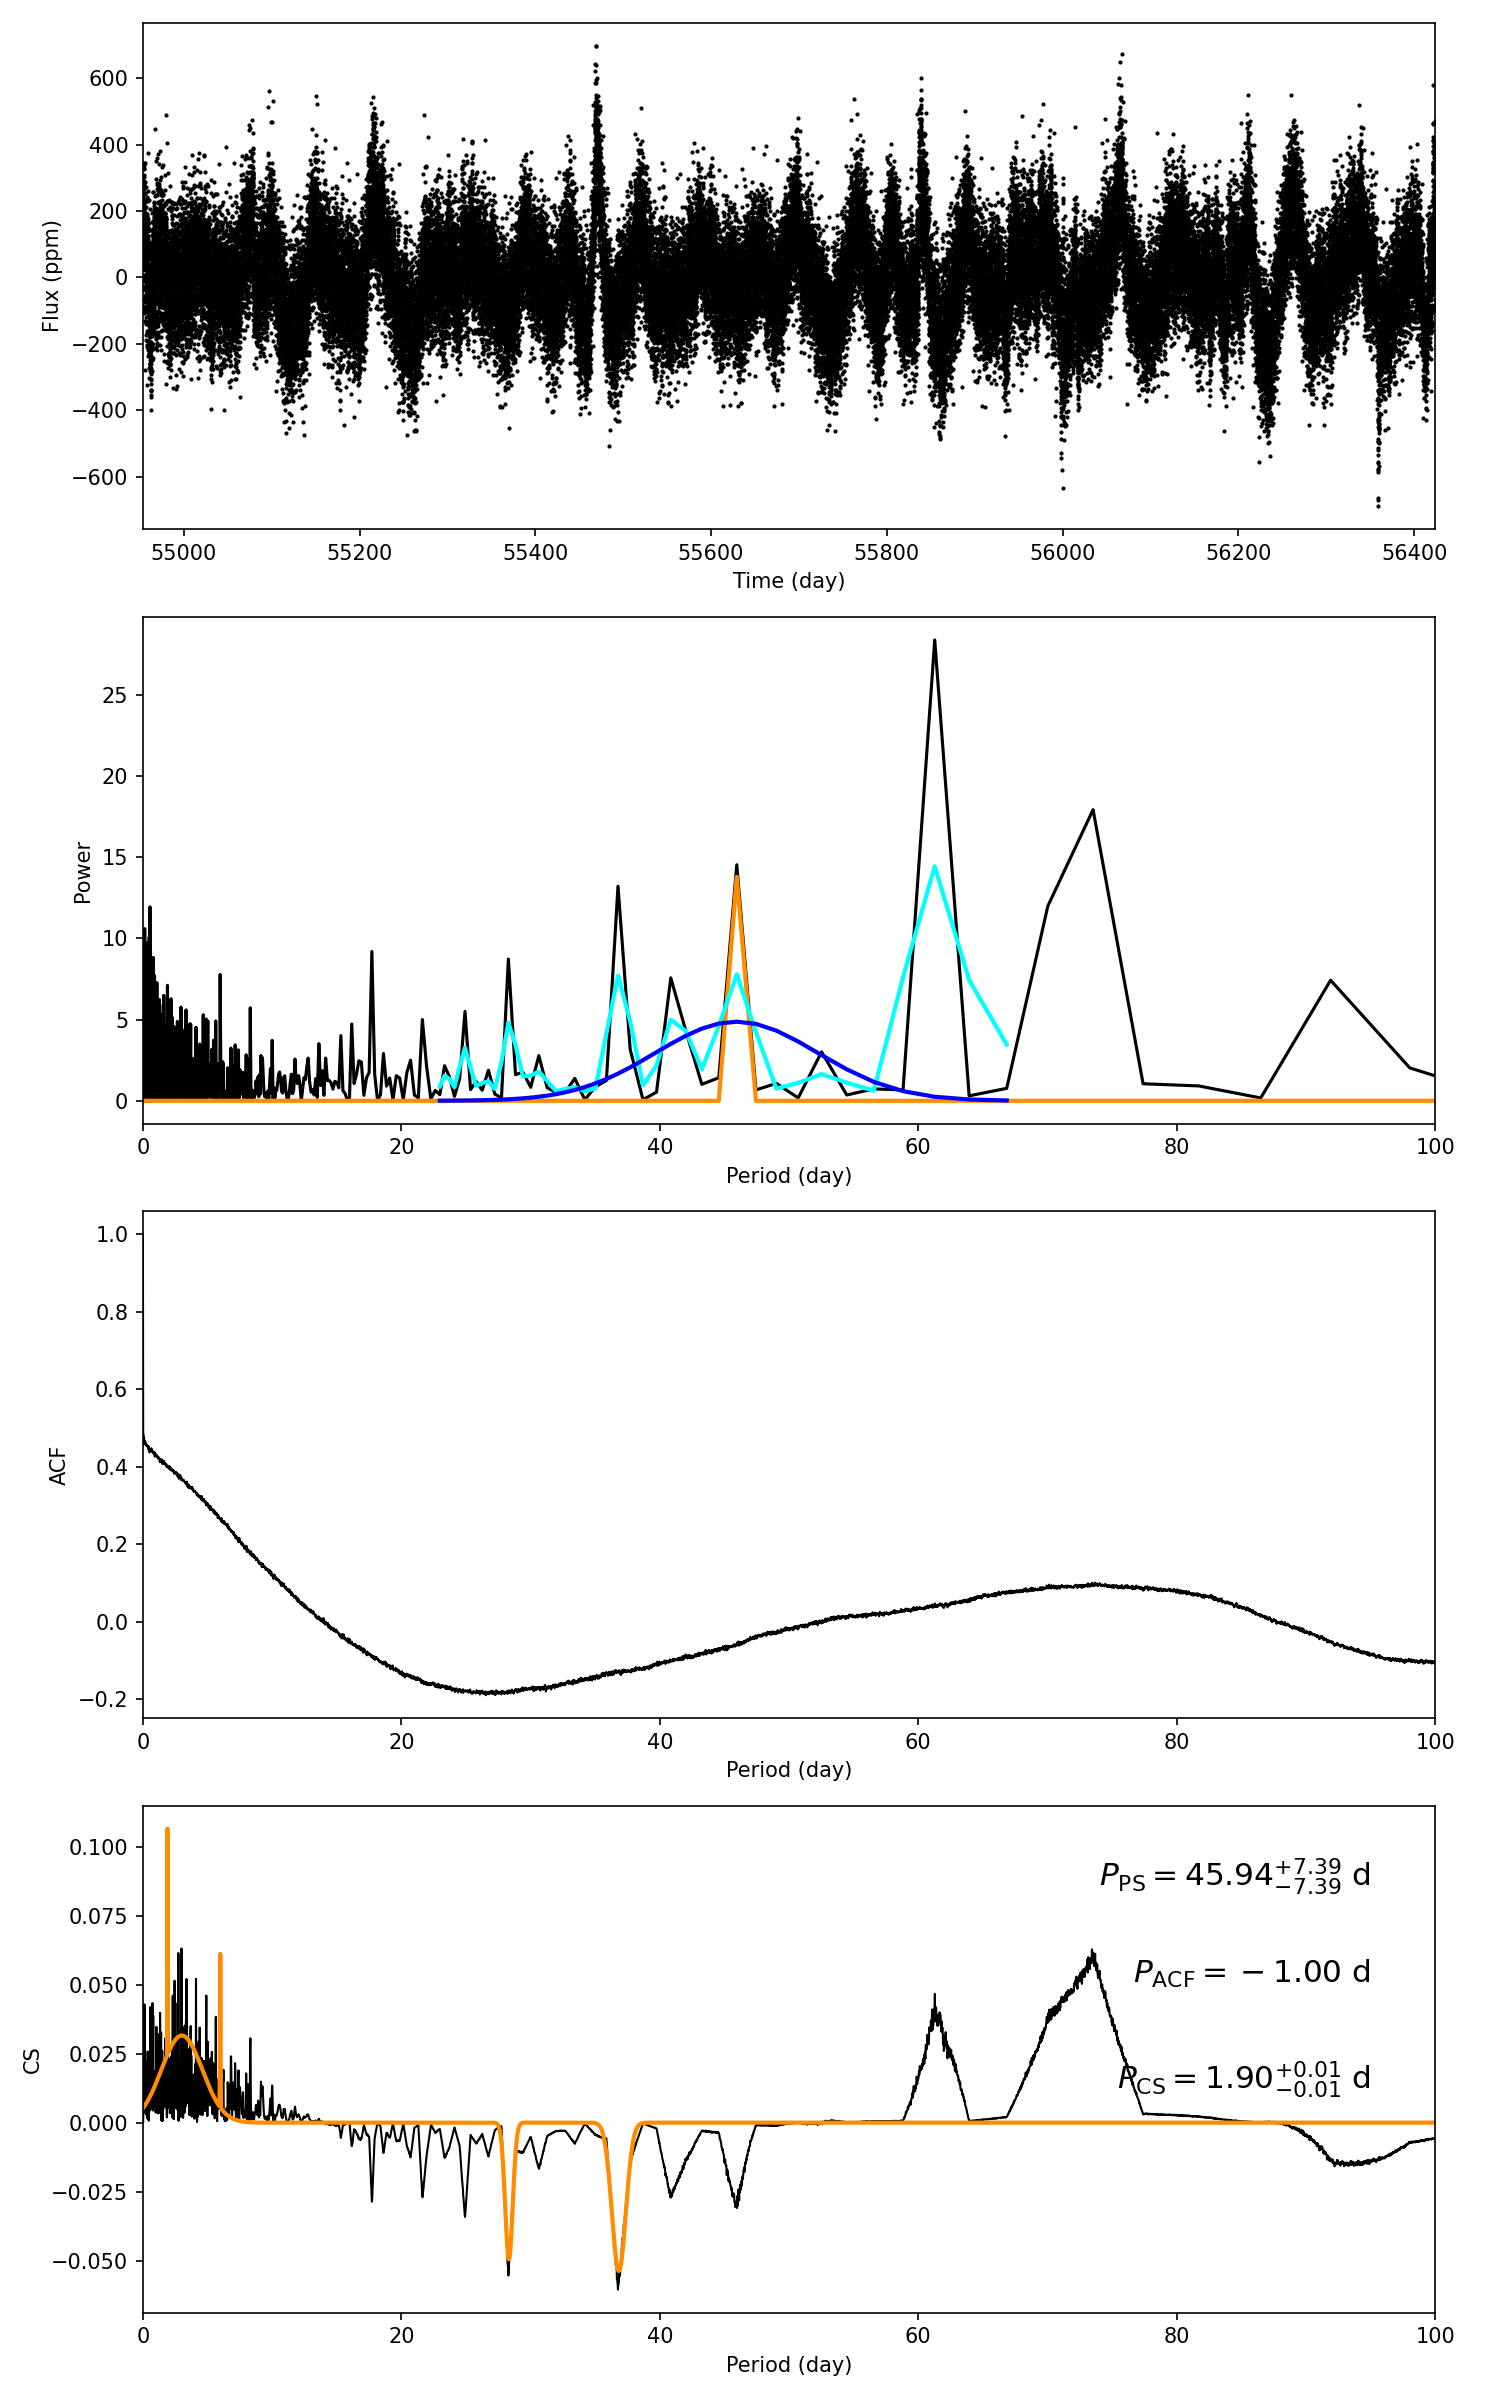 600
400
200
0
−200
−400
−600
Flux (ppm)
55000 55200 55400 55600 55800 56000 56200 56400
Time (day)
25
20
15
10
5
0
Power
0 20 40 60 80 100
Period (day)
1.0
0.8
0.6
0.4
0.2
0.0
−0.2
ACF
0 20 40 60 80 100
Period (day)
0.100
0.075
0.050
0.025
0.000
−0.025
−0.050
CS
P_PS = 45.94 +7.39 −7.39 d
P_ACF = −1.00 d
P_CS = 1.90 +0.01 −0.01 d
0 20 40 60 80 100
Period (day)